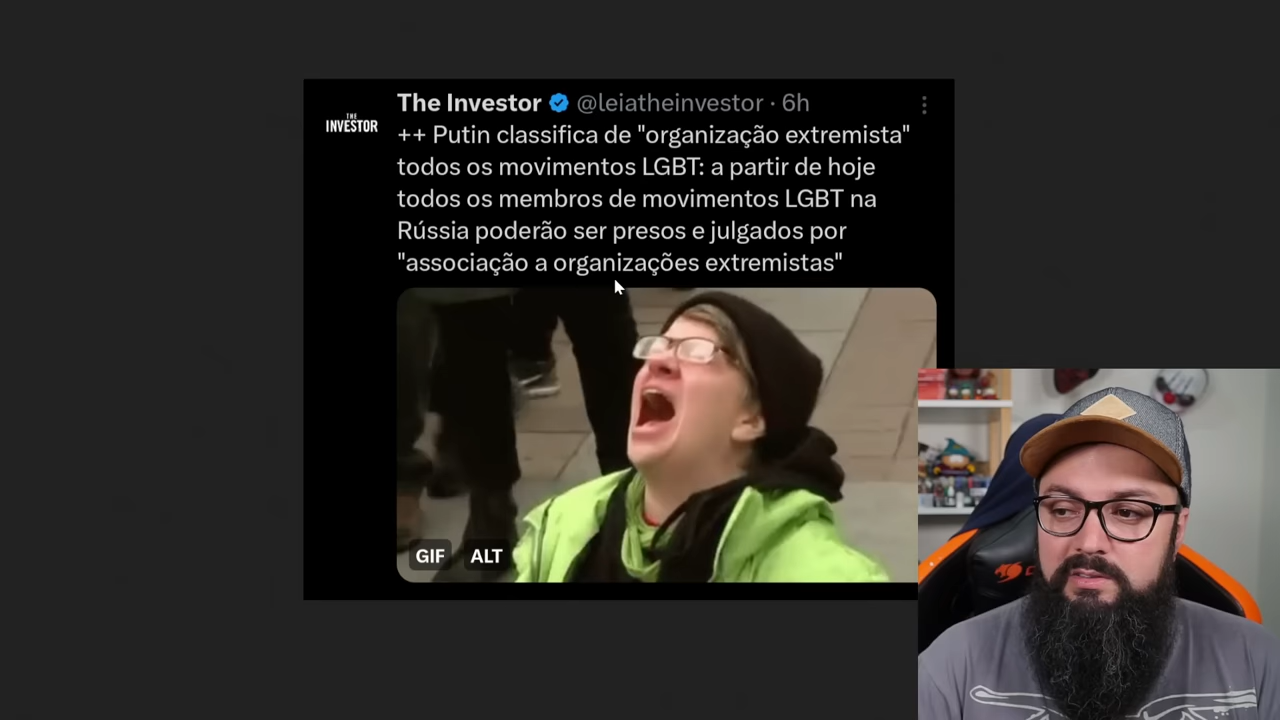 The Investor @leiatheinvestor · 6h
THE
INVESTOR
++ Putin classifica de "organização extremista"
todos os movimentos LGBT: a partir de hoje
todos os membros de movimentos LGBT na
Rússia poderão ser presos e julgados por
"associação a organizações extremistas"
GIF ALT